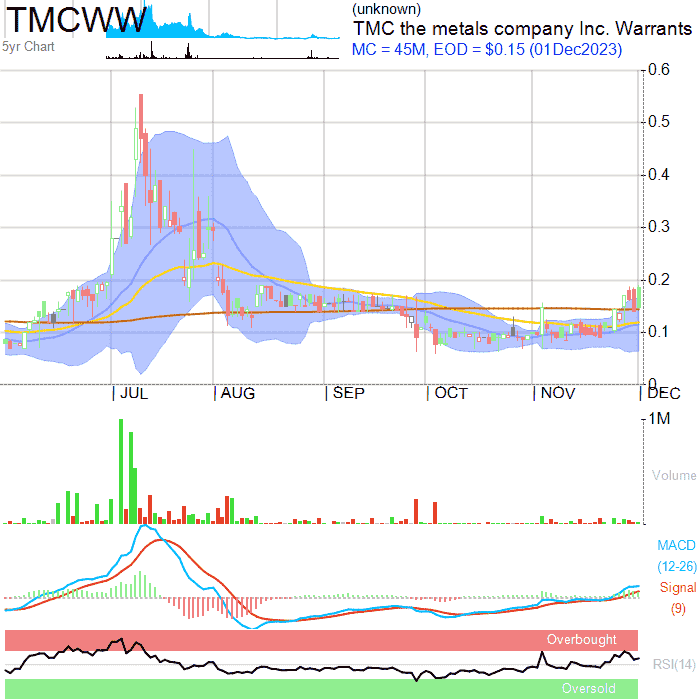 TMCWW
5yr Chart
(unknown)
TMC the metals company Inc. Warrants
MC = 45M, EOD = $0.15 (01Dec2023)
0.6
0.5
0.4
0.3
0.2
0.1
0
JUL AUG SEP OCT NOV DEC
1M
Volume
MACD
(12-26)
Signal
(9)
Overbought
RSI(14)
Oversold